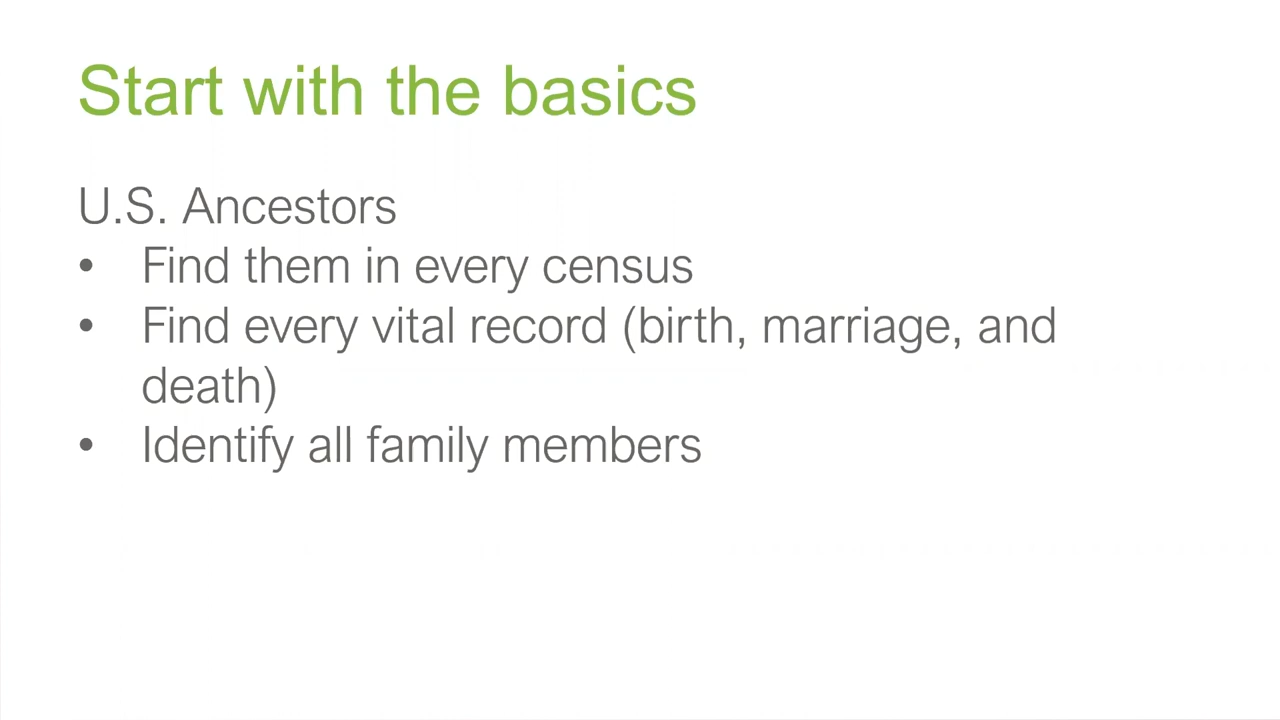 Start with the basics
U.S. Ancestors
• Find them in every census
• Find every vital record (birth, marriage, and
death)
• Identify all family members